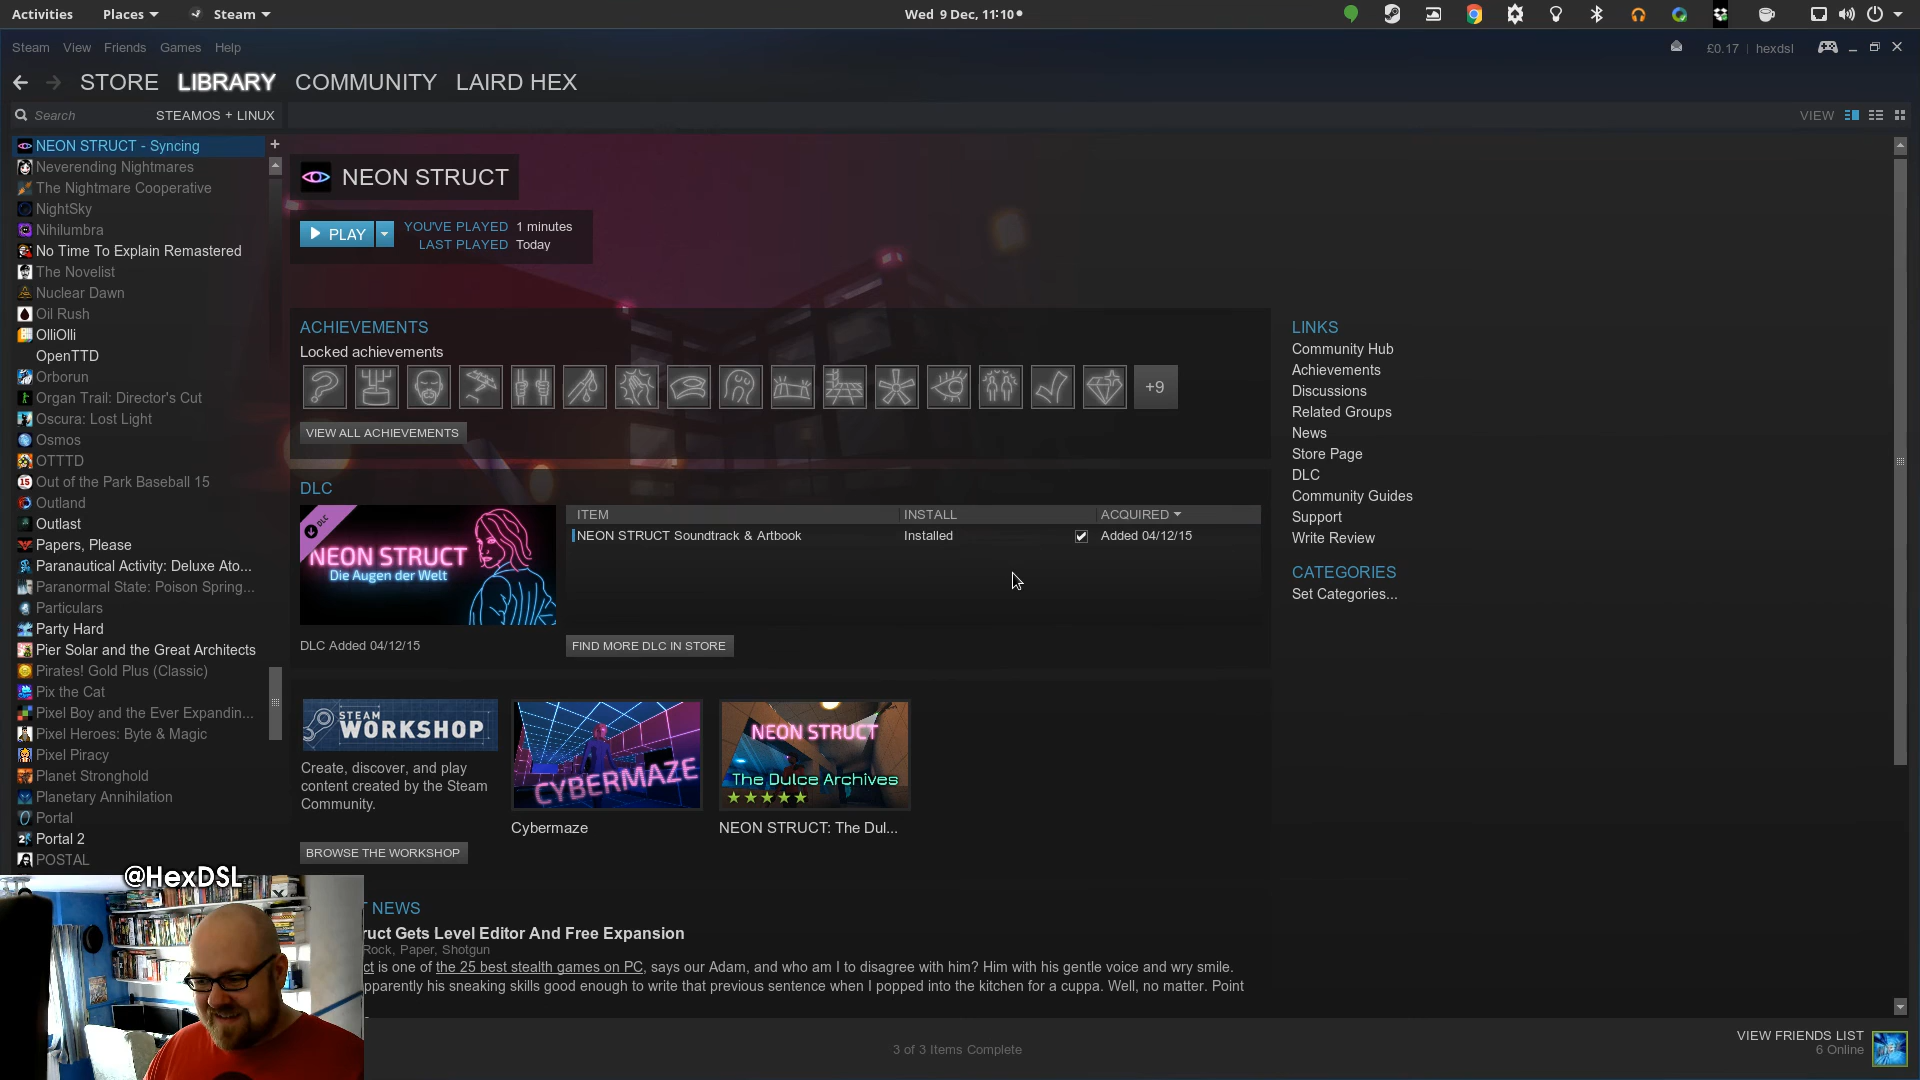 Activities Places Steam Wed 9 Dec, 11:10
Steam View Friends Games Help £0.17 hexdsl
STORE LIBRARY COMMUNITY LAIRD HEX
Search STEAMOS + LINUX VIEW
NEON STRUCT - Syncing
Neverending Nightmares
The Nightmare Cooperative
NightSky
Nihilumbra
No Time To Explain Remastered
The Novelist
Nuclear Dawn
Oil Rush
OlliOlli
OpenTTD
Orborun
Organ Trail: Director's Cut
Oscura: Lost Light
Osmos
OTTTD
Out of the Park Baseball 15
Outland
Outlast
Papers, Please
Paranautical Activity: Deluxe Ato...
Paranormal State: Poison Spring...
Particulars
Party Hard
Pier Solar and the Great Architects
Pirates! Gold Plus (Classic)
Pix the Cat
Pixel Boy and the Ever Expandin...
Pixel Heroes: Byte & Magic
Pixel Piracy
Planet Stronghold
Planetary Annihilation
Portal
Portal 2
POSTAL
@HexDSL
NEON STRUCT
PLAY
YOU'VE PLAYED 1 minutes
LAST PLAYED Today
ACHIEVEMENTS
Locked achievements
+9
VIEW ALL ACHIEVEMENTS
DLC
DLC
NEON STRUCT
Die Augen der Welt
DLC Added 04/12/15
ITEM INSTALL ACQUIRED
NEON STRUCT Soundtrack & Artbook Installed Added 04/12/15
FIND MORE DLC IN STORE
STEAM
WORKSHOP
Create, discover, and play
content created by the Steam
Community.
BROWSE THE WORKSHOP
CYBERMAZE
Cybermaze
NEON STRUCT
The Dulce Archives
NEON STRUCT: The Dul...
T NEWS
ruct Gets Level Editor And Free Expansion
Rock, Paper, Shotgun
ct is one of the 25 best stealth games on PC, says our Adam, and who am I to disagree with him? Him with his gentle voice and wry smile.
pparently his sneaking skills good enough to write that previous sentence when I popped into the kitchen for a cuppa. Well, no matter. Point
LINKS
Community Hub
Achievements
Discussions
Related Groups
News
Store Page
DLC
Community Guides
Support
Write Review
CATEGORIES
Set Categories...
3 of 3 Items Complete
VIEW FRIENDS LIST
6 Online